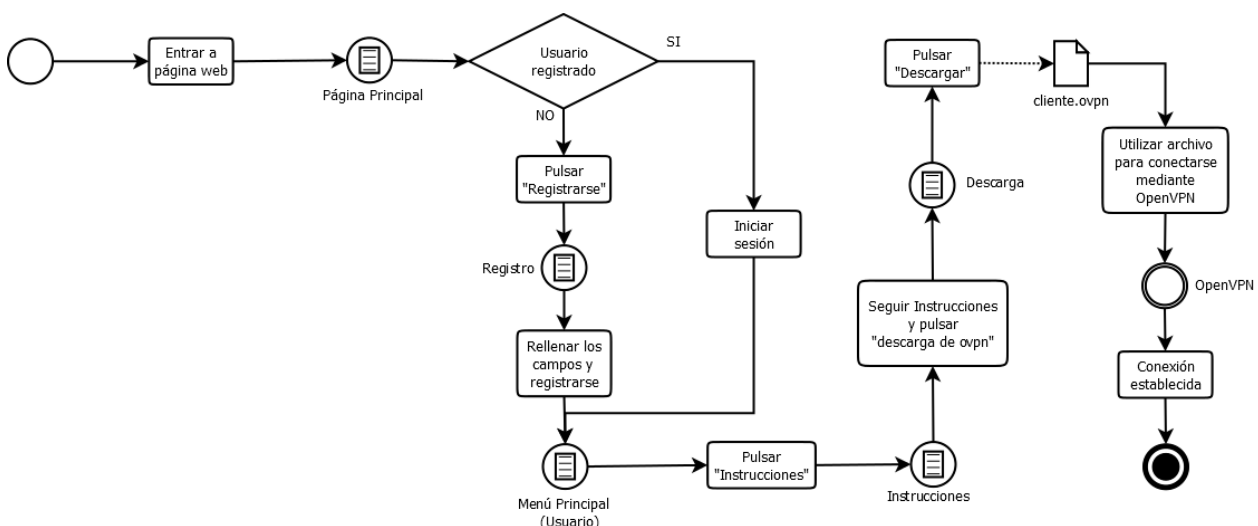 Entrar a
página web
Página Principal
Usuario
registrado
SI
NO
Pulsar
"Registrarse"
Registro
Rellenar los
campos y
registrarse
Iniciar
sesión
Menú Principal
(Usuario)
Pulsar
"Instrucciones"
Instrucciones
Seguir Instrucciones
y pulsar
"descarga de ovpn"
Descarga
Pulsar
"Descargar"
cliente.ovpn
Utilizar archivo
para conectarse
mediante
OpenVPN
OpenVPN
Conexión
establecida